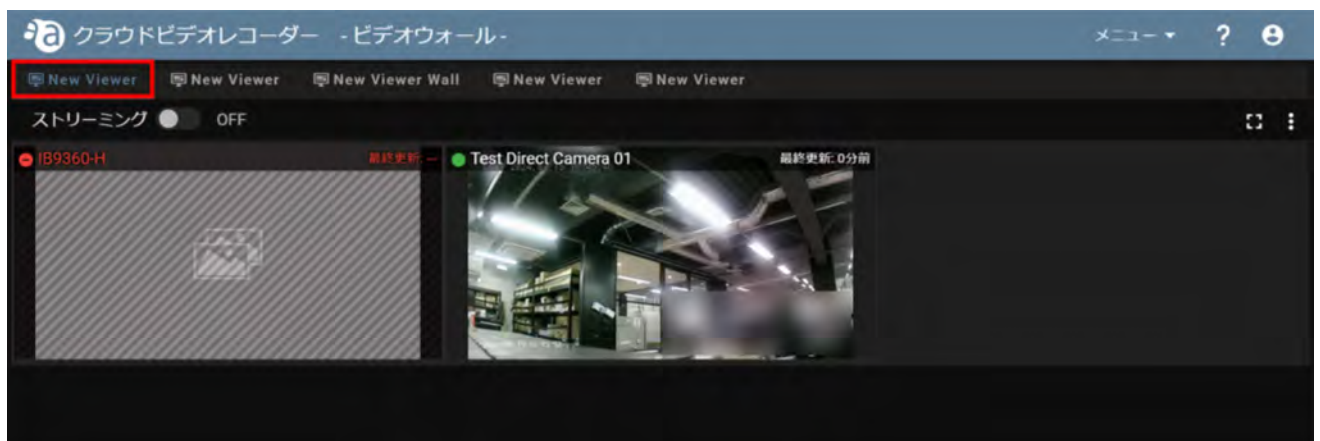 クラウドビデオレコーダー - ビデオウォール -
メニュー ?
New Viewer New Viewer New Viewer Wall New Viewer New Viewer
ストリーミング OFF
IB9360-H 最終更新: --
Test Direct Camera 01 最終更新: 0分前